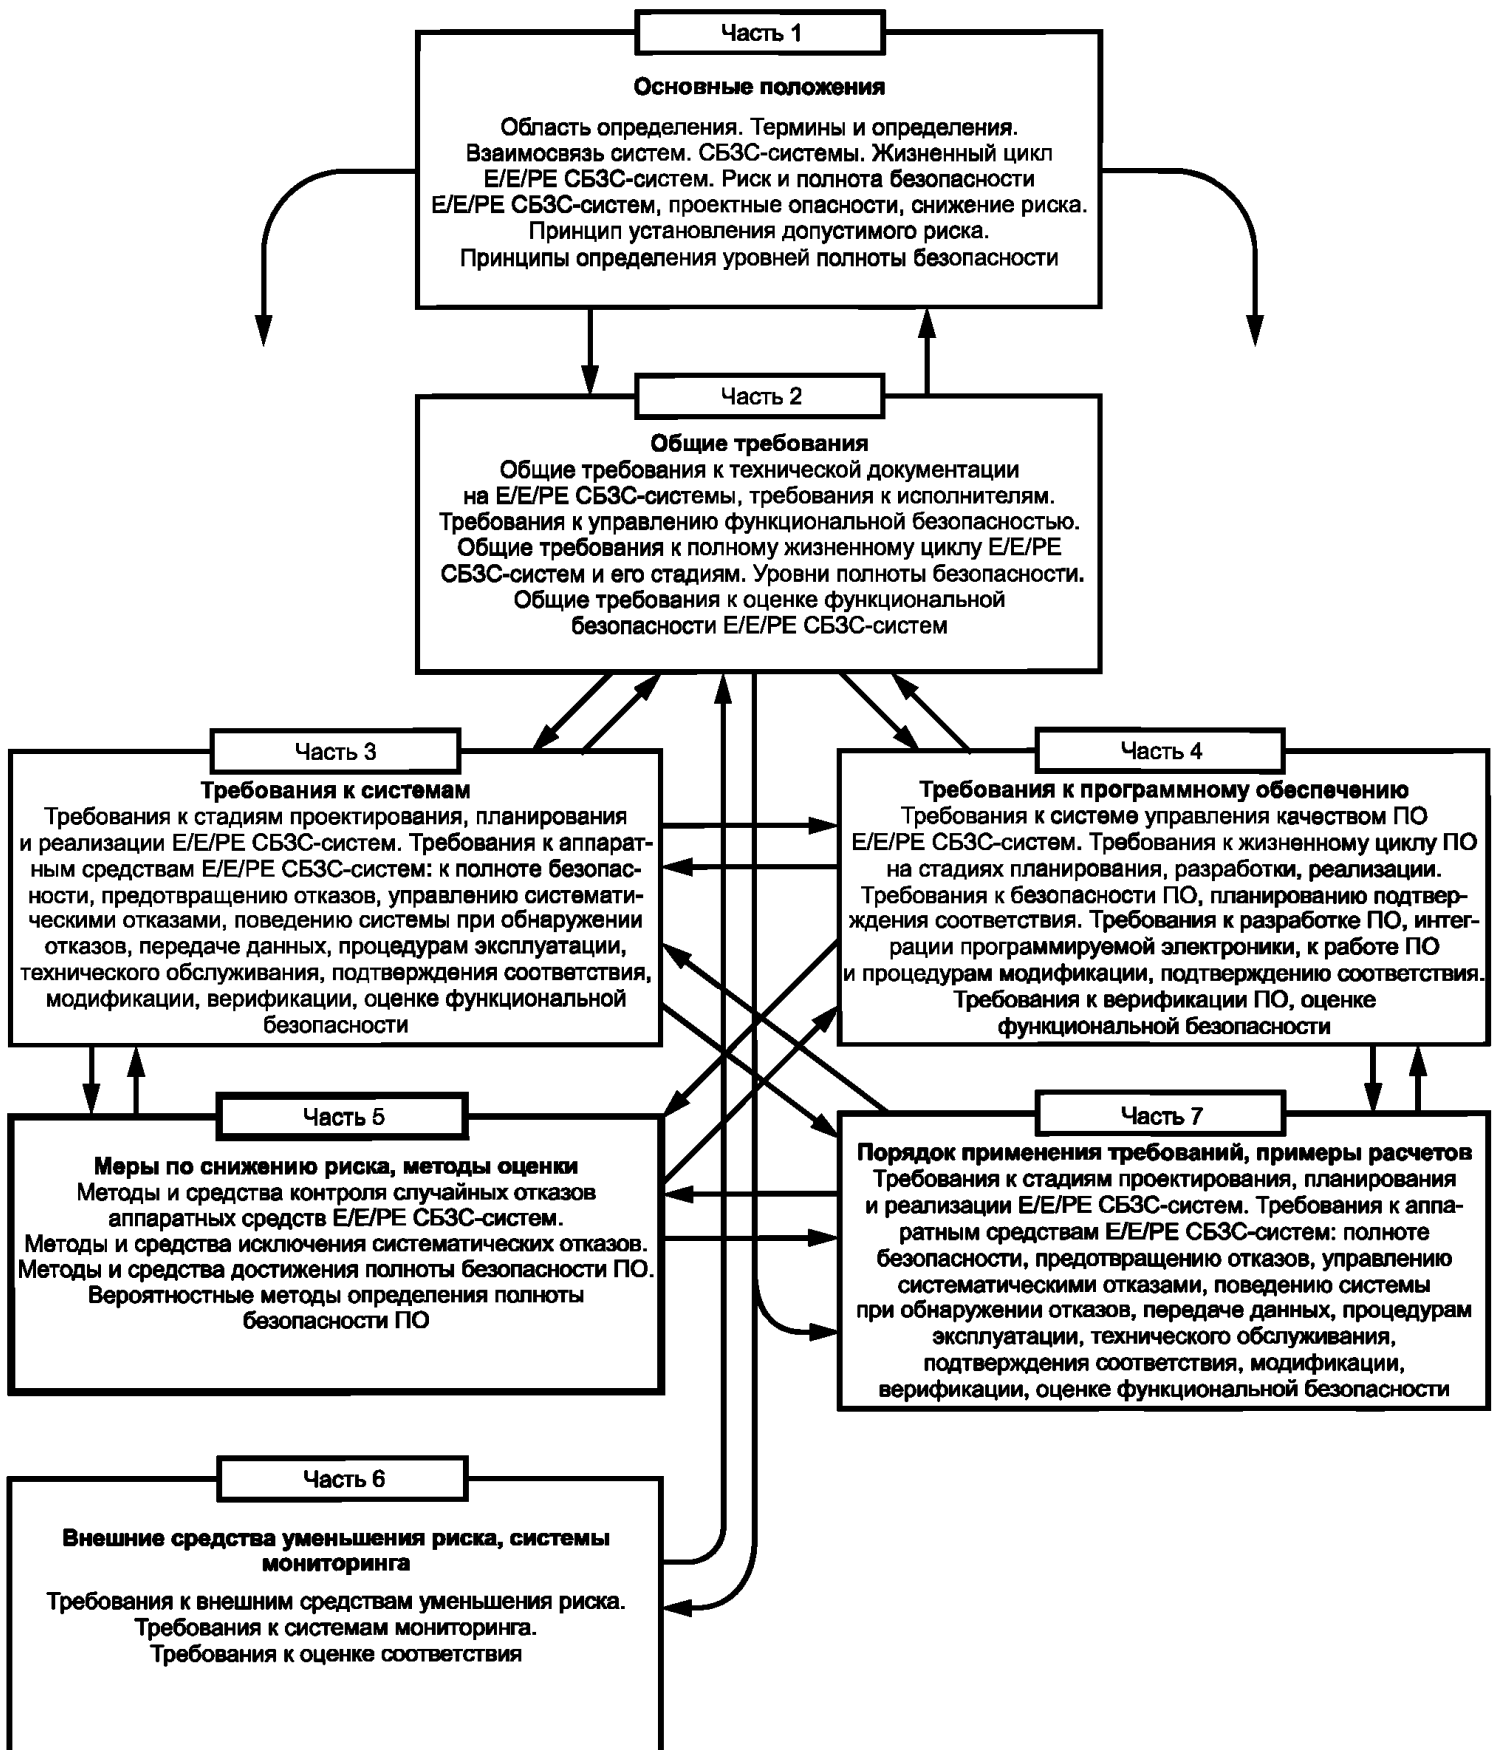 Часть 1
Основные положения
Область определения. Термины и определения.
Взаимосвязь систем. СБЗС-системы. Жизненный цикл
Е/Е/РЕ СБЗС-систем. Риск и полнота безопасности
Е/Е/РЕ СБЗС-систем, проектные опасности, снижение риска.
Принцип установления допустимого риска.
Принципы определения уровней полноты безопасности
Часть 2
Общие требования
Общие требования к технической документации
на Е/Е/РЕ СБЗС-системы, требования к исполнителям.
Требования к управлению функциональной безопасностью.
Общие требования к полному жизненному циклу Е/Е/РЕ
СБЗС-систем и его стадиям. Уровни полноты безопасности.
Общие требования к оценке функциональной
безопасности Е/Е/РЕ СБЗС-систем
Часть 3
Требования к системам
Требования к стадиям проектирования, планирования
и реализации Е/Е/РЕ СБЗС-систем. Требования к аппарат-
ным средствам Е/Е/РЕ СБЗС-систем: к полноте безопас-
ности, предотвращению отказов, управлению системати-
ческими отказами, поведению системы при обнаружении
отказов, передаче данных, процедурам эксплуатации,
технического обслуживания, подтверждения соответствия,
модификации, верификации, оценке функциональной
безопасности
Часть 4
Требования к программному обеспечению
Требования к системе управления качеством ПО
Е/Е/РЕ СБЗС-систем. Требования к жизненному циклу ПО
на стадиях планирования, разработки, реализации.
Требования к безопасности ПО, планированию подтвер-
ждения соответствия. Требования к разработке ПО, интег-
рации программируемой электроники, к работе ПО
и процедурам модификации, подтверждению соответствия.
Требования к верификации ПО, оценке
функциональной безопасности
Часть 5
Меры по снижению риска, методы оценки
Методы и средства контроля случайных отказов
аппаратных средств Е/Е/РЕ СБЗС-систем.
Методы и средства исключения систематических отказов.
Методы и средства достижения полноты безопасности ПО.
Вероятностные методы определения полноты
безопасности ПО
Часть 7
Порядок применения требований, примеры расчетов
Требования к стадиям проектирования, планирования
и реализации Е/Е/РЕ СБЗС-систем. Требования к аппа-
ратным средствам Е/Е/РЕ СБЗС-систем: полноте
безопасности, предотвращению отказов, управлению
систематическими отказами, поведению системы
при обнаружении отказов, передаче данных, процедурам
эксплуатации, технического обслуживания,
подтверждения соответствия, модификации,
верификации, оценке функциональной безопасности
Часть 6
Внешние средства уменьшения риска, системы
мониторинга
Требования к внешним средствам уменьшения риска.
Требования к системам мониторинга.
Требования к оценке соответствия